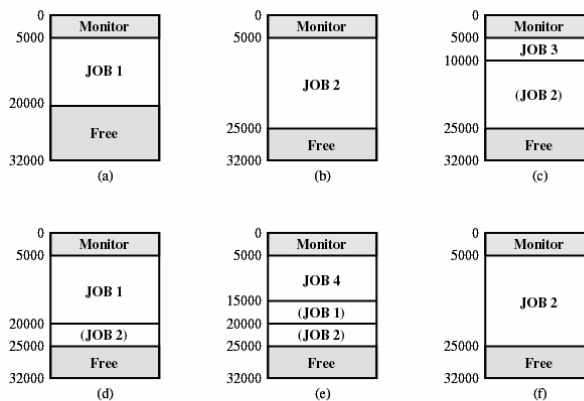 0
Monitor
5000
JOB 1
20000
Free
32000
(a)
0
Monitor
5000
JOB 2
25000
Free
32000
(b)
0
Monitor
5000
JOB 3
10000
(JOB 2)
25000
Free
32000
(c)
0
Monitor
5000
JOB 1
20000
(JOB 2)
25000
Free
32000
(d)
0
Monitor
5000
JOB 4
15000
(JOB 1)
20000
(JOB 2)
25000
Free
32000
(e)
0
Monitor
5000
JOB 2
25000
Free
32000
(f)